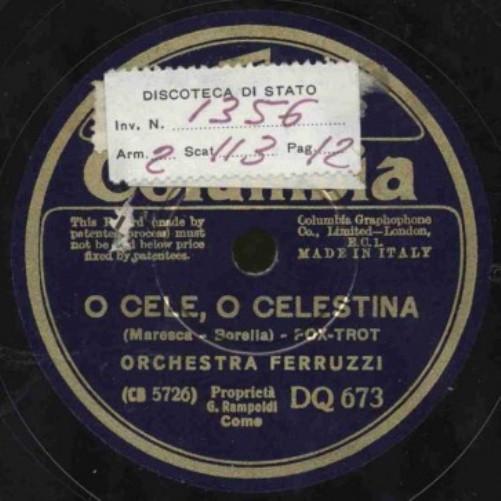 DISCOTECA DI STATO
Inv. N. 1356
Arm. 2 Scaf. 113 Pag. 12
Columbia
This Record (made by
patented process) must
not be sold below price
fixed by patentees.
Columbia Graphophone
Co., Limited—London,
E.C.1.
MADE IN ITALY
O CELE, O CELESTINA
(Maresca - Borella) - FOX-TROT
ORCHESTRA FERRUZZI
(CB 5726) Proprietà DQ 673
G. Rampoldi
Como